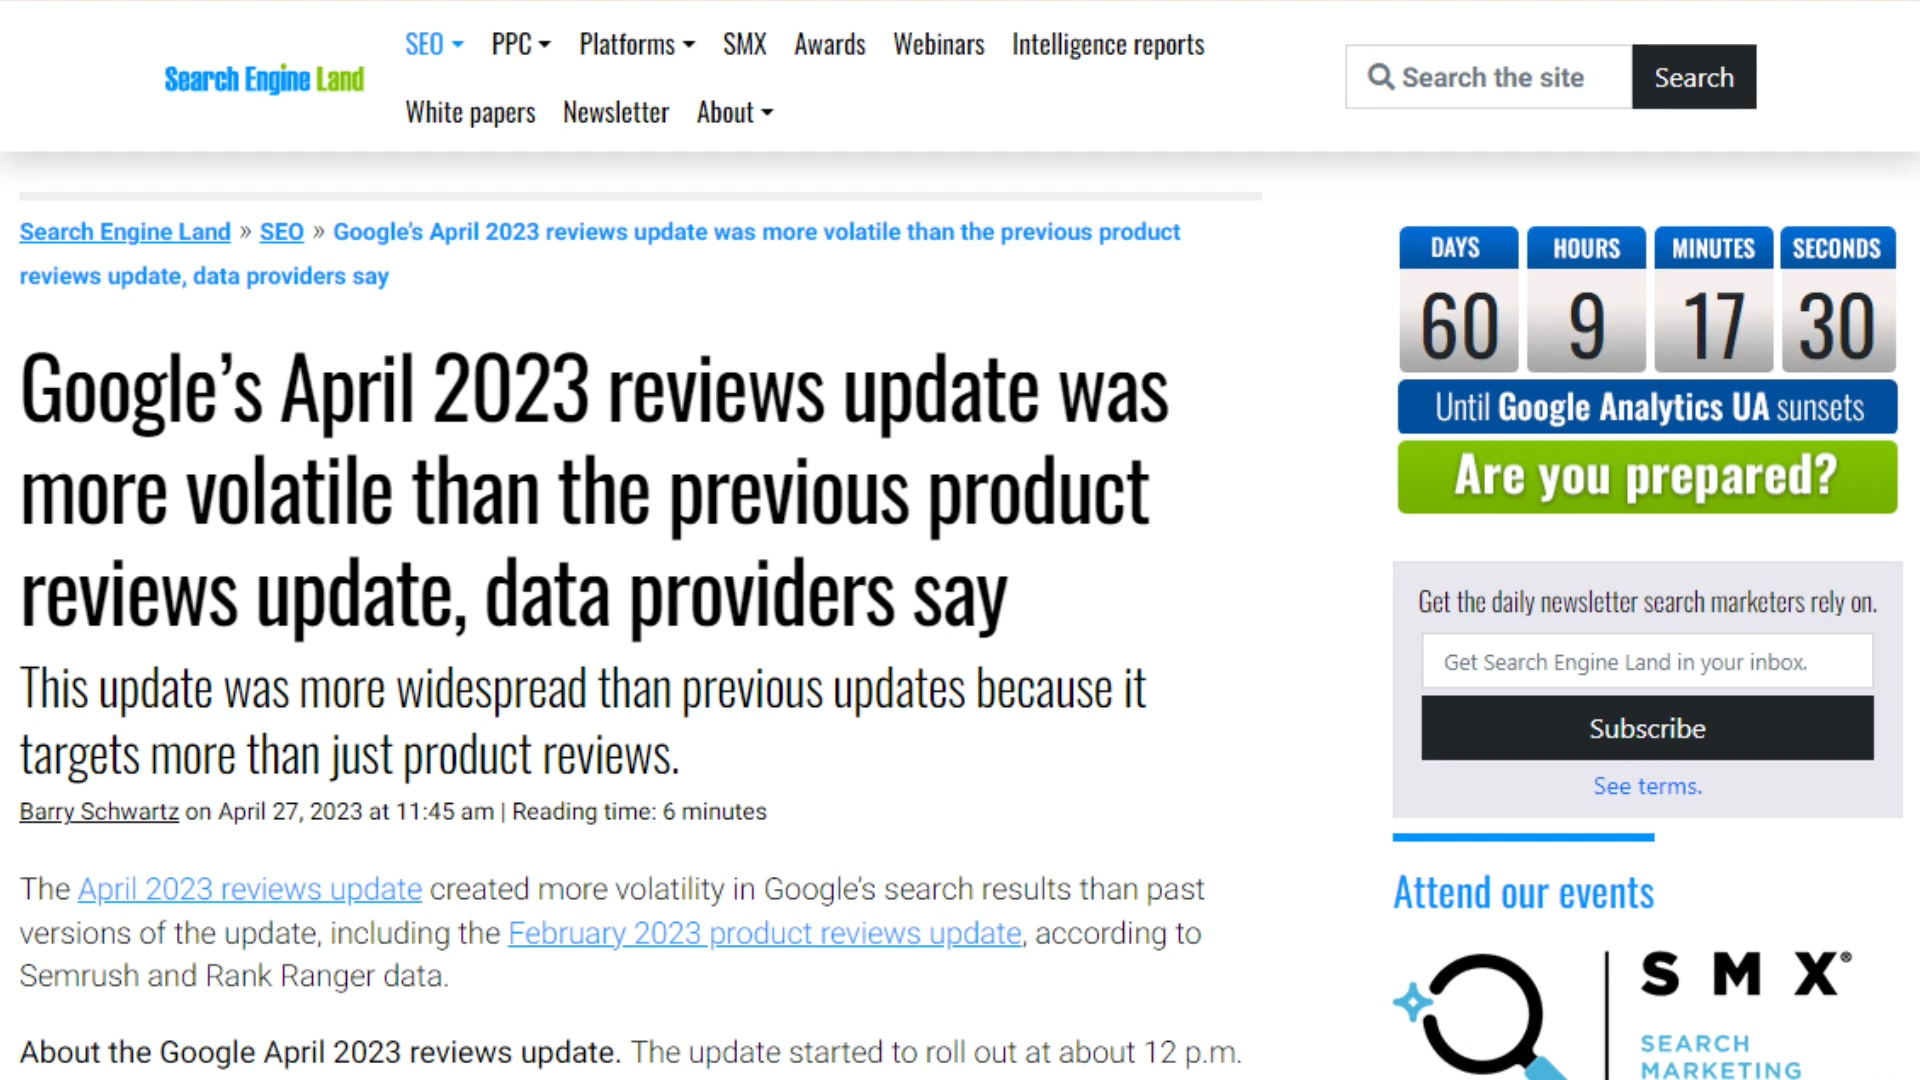 Search Engine Land
SEO PPC Platforms SMX Awards Webinars Intelligence reports
White papers Newsletter About
Search the site Search
Search Engine Land » SEO » Google’s April 2023 reviews update was more volatile than the previous product
reviews update, data providers say
Google’s April 2023 reviews update was
more volatile than the previous product
reviews update, data providers say
This update was more widespread than previous updates because it
targets more than just product reviews.
Barry Schwartz on April 27, 2023 at 11:45 am | Reading time: 6 minutes
The April 2023 reviews update created more volatility in Google’s search results than past
versions of the update, including the February 2023 product reviews update, according to
Semrush and Rank Ranger data.
About the Google April 2023 reviews update. The update started to roll out at about 12 p.m.
DAYS HOURS MINUTES SECONDS
60 9 17 30
Until Google Analytics UA sunsets
Are you prepared?
Get the daily newsletter search marketers rely on.
Get Search Engine Land in your inbox.
Subscribe
See terms.
Attend our events
SMX®
SEARCH
MARKETING